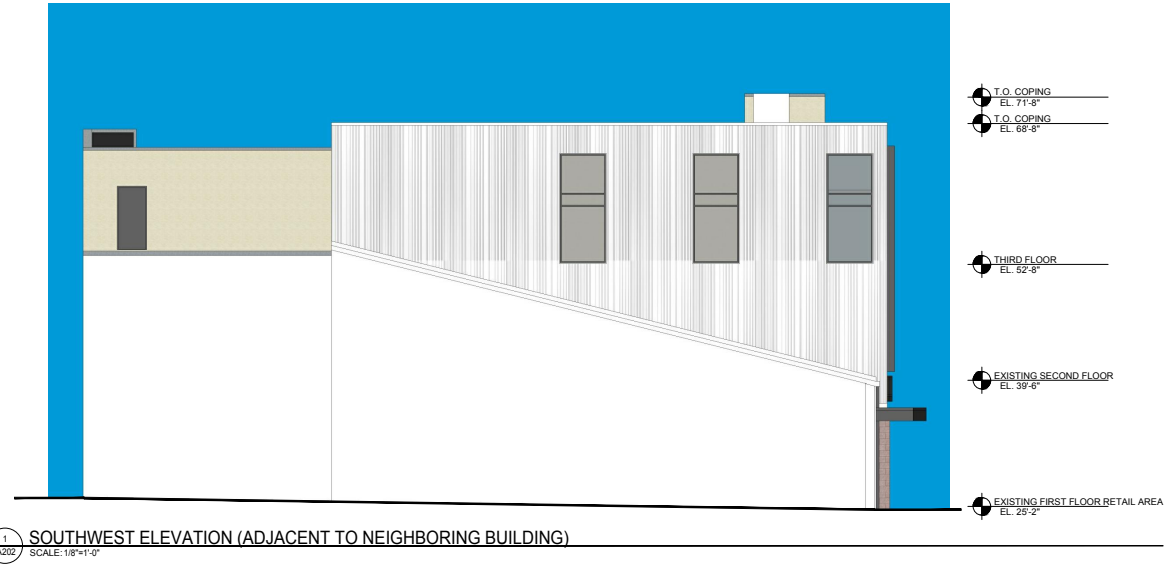 T.O. COPING
EL. 71'-8"
T.O. COPING
EL. 68'-8"
THIRD FLOOR
EL. 52'-8"
EXISTING SECOND FLOOR
EL. 39'-6"
EXISTING FIRST FLOOR RETAIL AREA
EL. 25'-2"
1
A202
SOUTHWEST ELEVATION (ADJACENT TO NEIGHBORING BUILDING)
SCALE: 1/8"=1'-0"